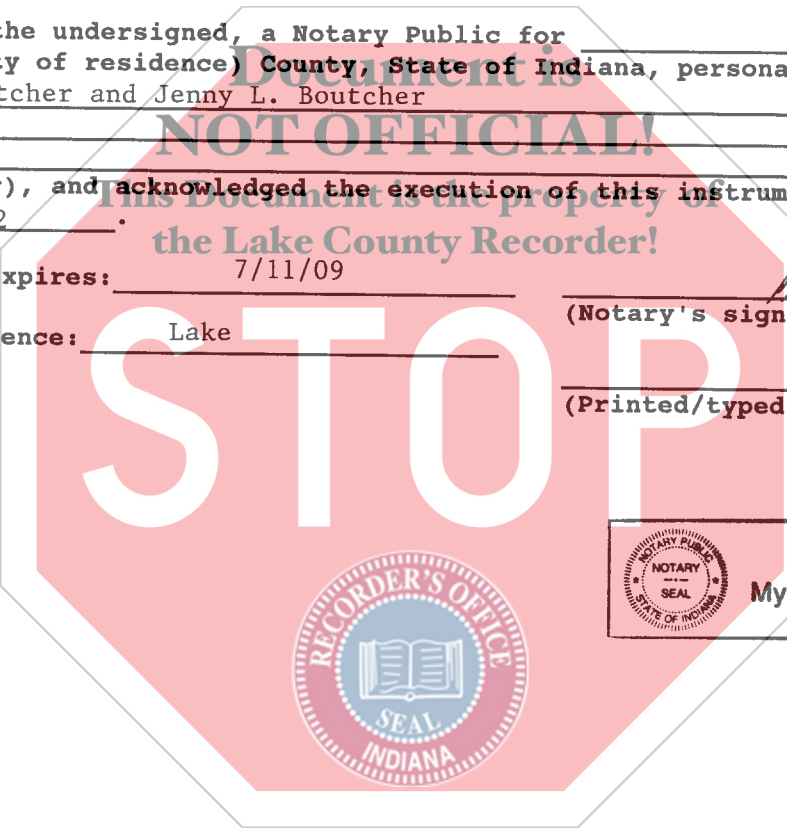 the undersigned, a Notary Public for
y of residence) County, State of Indiana, persona
tcher and Jenny L. Boutcher
), and acknowledged the execution of this instrum
2.
xpires: 7/11/09
(Notary's sign
ence: Lake
(Printed/typed
Document is
NOT OFFICIAL!
This Document is the property of
the Lake County Recorder!
STOP
NOTARY PUBLIC
NOTARY
SEAL
STATE OF INDIANA
My
RECORDER'S OFFICE
SEAL
INDIANA